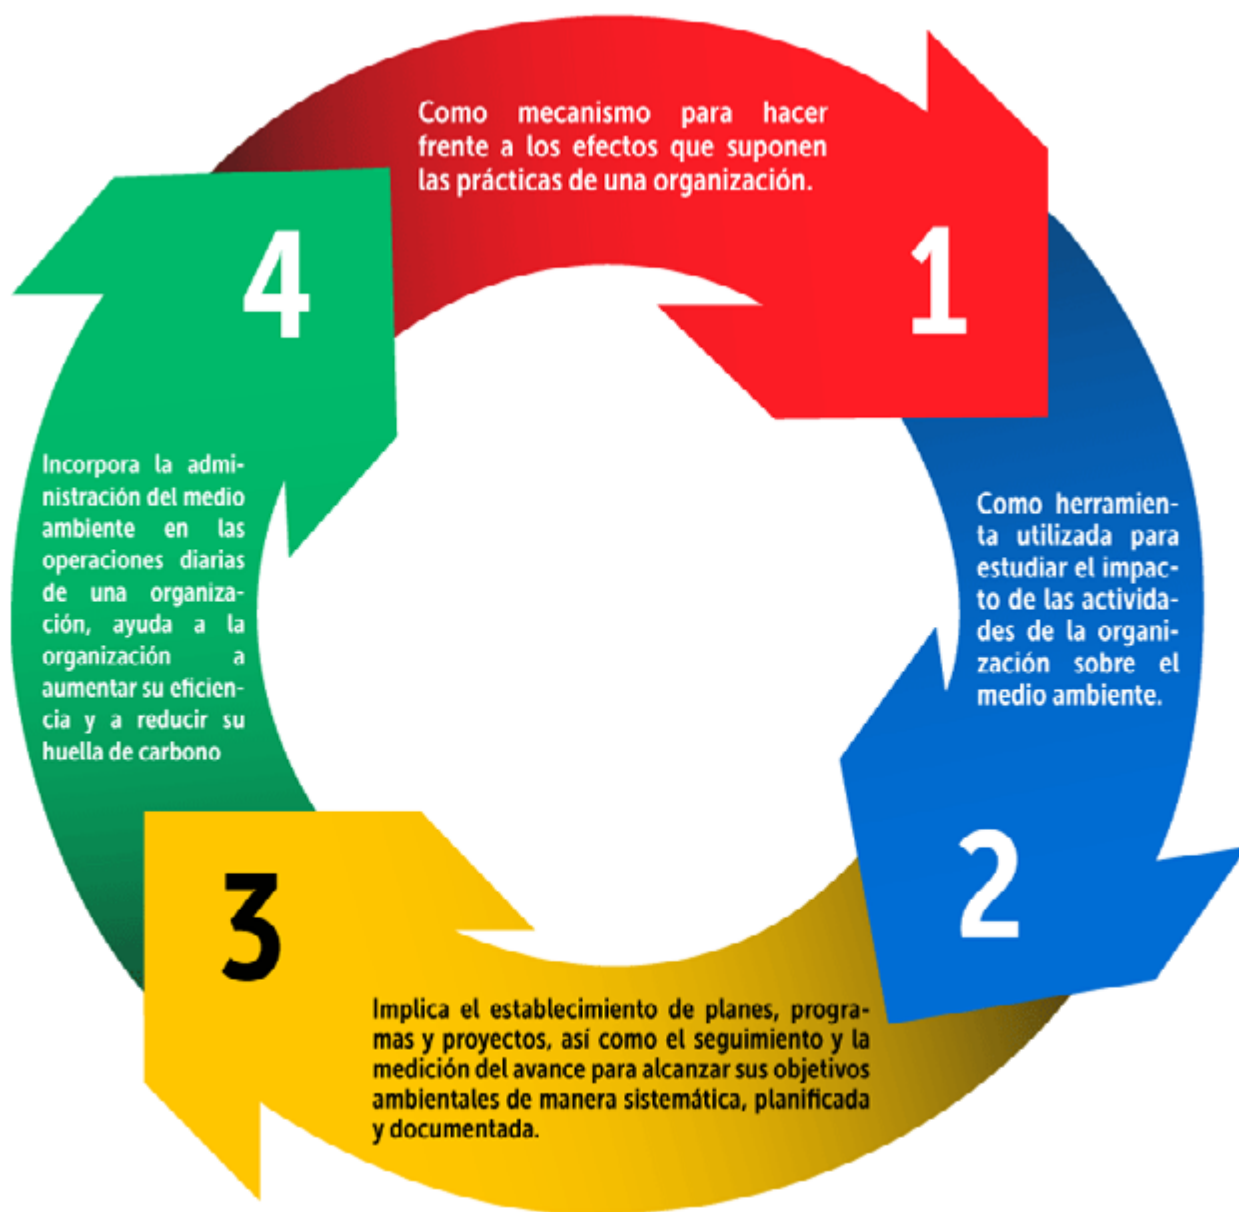 Como mecanismo para hacer
frente a los efectos que suponen
las prácticas de una organización.
1
Como herramien-
ta utilizada para
estudiar el impac-
to de las activida-
des de la organi-
zación sobre el
medio ambiente.
2
3
Implica el establecimiento de planes, progra-
mas y proyectos, así como el seguimiento y la
medición del avance para alcanzar sus objetivos
ambientales de manera sistemática, planificada
y documentada.
4
Incorpora la admi-
nistración del medio
ambiente en las
operaciones diarias
de una organiza-
ción, ayuda a la
organización a
aumentar su eficien-
cia y a reducir su
huella de carbono